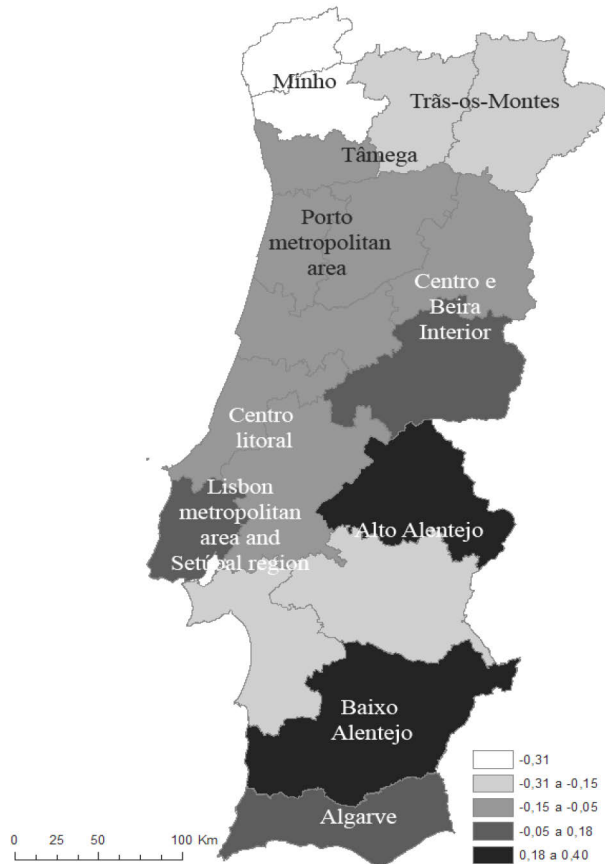 Minho
Trãs-os-Montes
Tâmega
Porto
metropolitan
area
Centro e
Beira
Interior
Centro
litoral
Lisbon
metropolitan
area and
Setúbal region
Alto Alentejo
Baixo
Alentejo
Algarve
-0,31
-0,31 a -0,15
-0,15 a -0,05
-0,05 a 0,18
0,18 a 0,40
0 25 50 100 Km